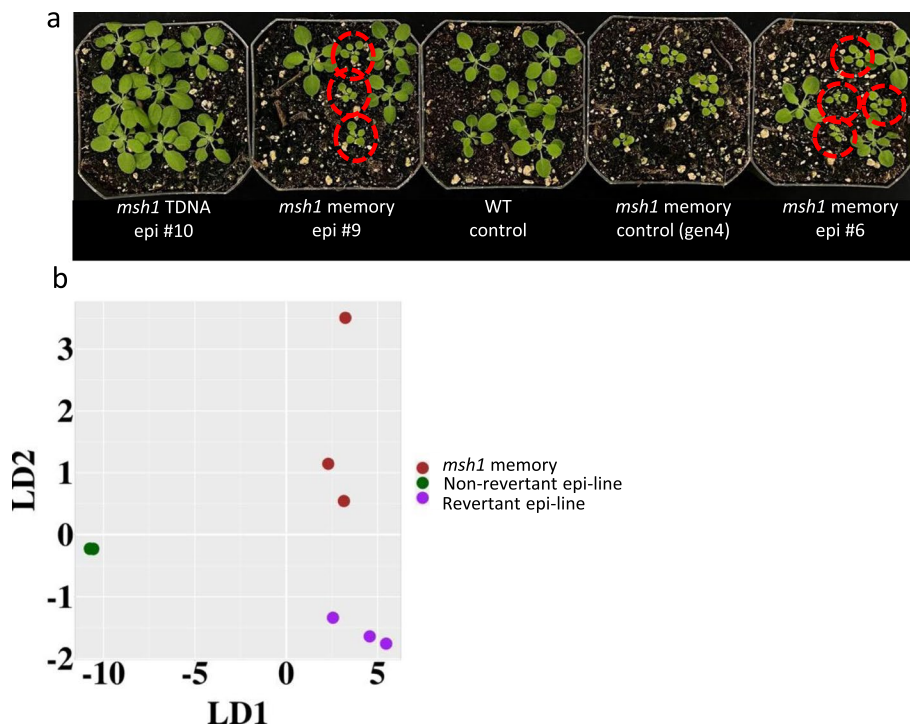 a
msh1 TDNA
epi #10
msh1 memory
epi #9
WT
control
msh1 memory
control (gen4)
msh1 memory
epi #6
b
3
2
1
0
-1
-2
LD2
-10
-5
0
5
LD1
msh1 memory
Non-revertant epi-line
Revertant epi-line